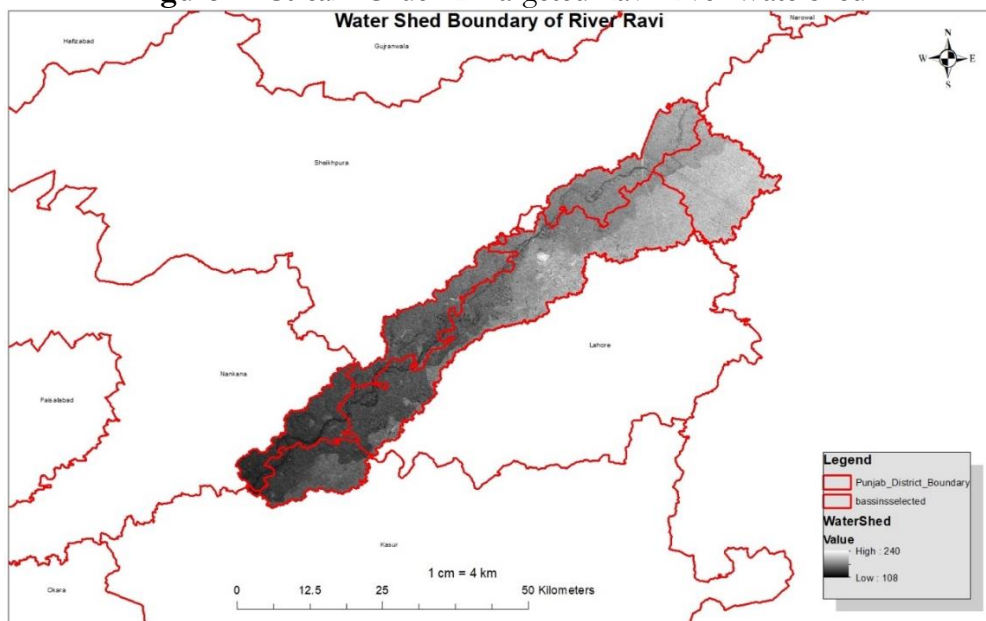 Water Shed Boundary of River Ravi
Narowal
Hafizabad
Gujranwala
N
W E
S
Sheikhpura
Lahore
Nankana
Faisalabad
Legend
Punjab_District_Boundary
bassinsselected
WaterShed
Value
High : 240
Low : 108
Kasur
1 cm = 4 km
Okara
0 12.5 25 50 Kilometers